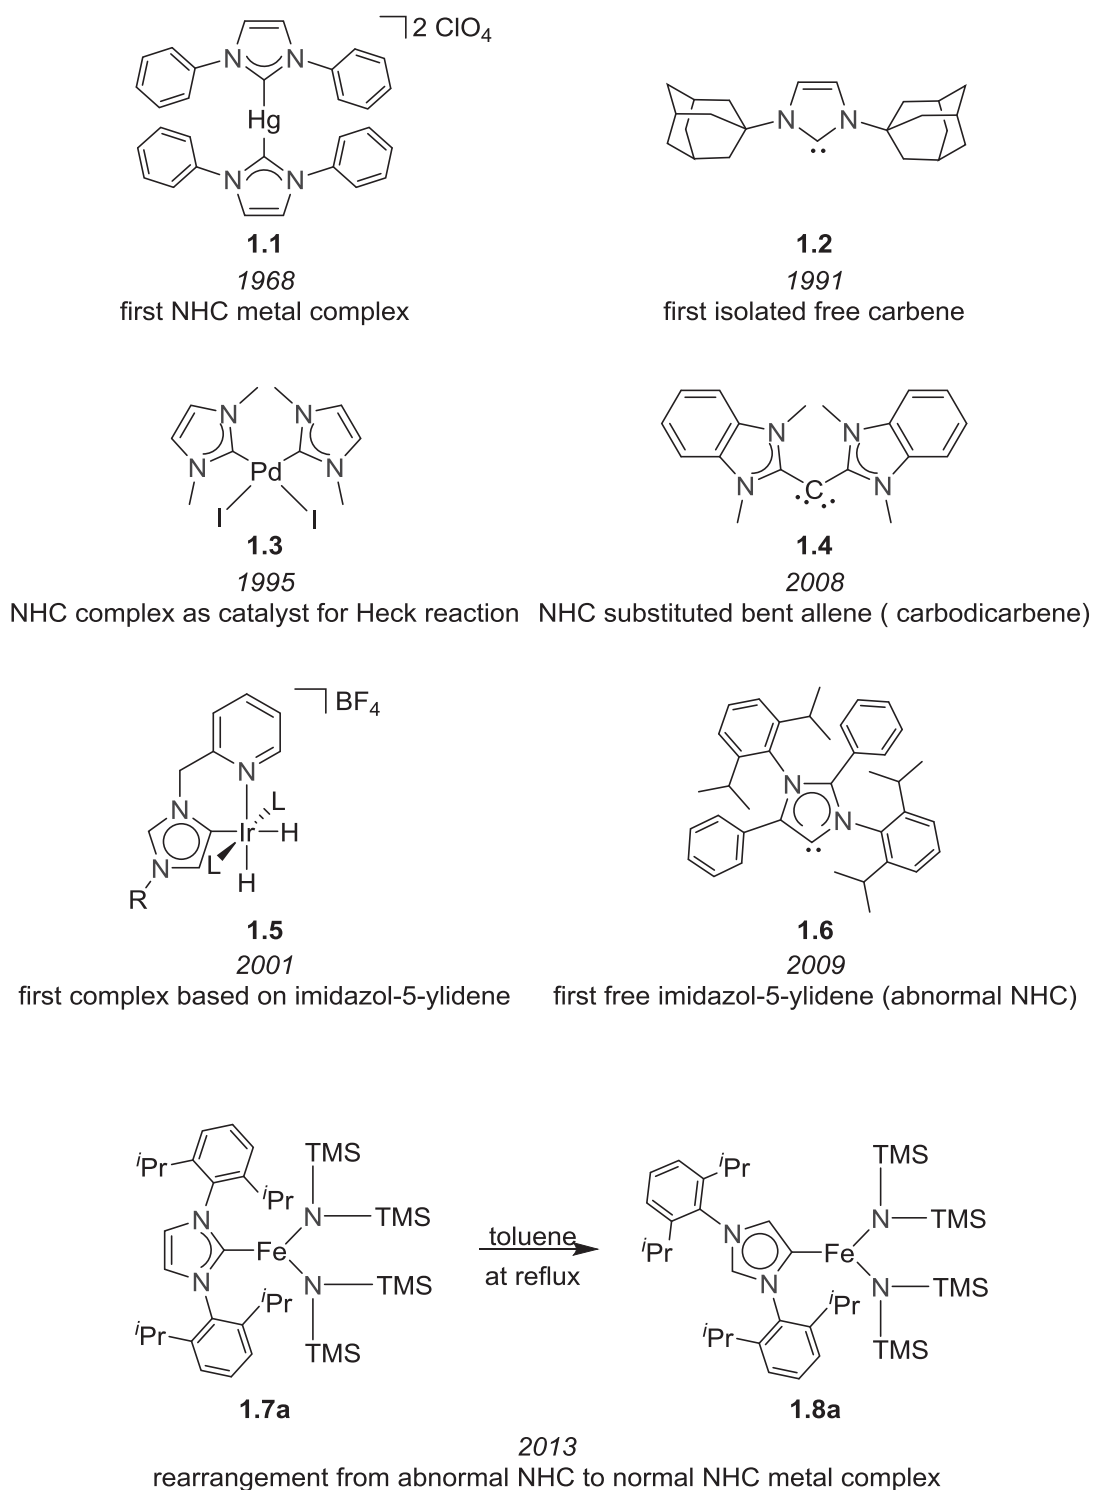 2 ClO4
N N
Hg
N N
N N
1.1
1.2
1968
1991
first NHC metal complex
first isolated free carbene
N N
N N
N Pd N
I I
N C N
1.3
1.4
1995
2008
NHC complex as catalyst for Heck reaction
NHC substituted bent allene ( carbodicarbene)
BF4
N
N
L
Ir H
L
N
H
R
N
N
1.5
1.6
2001
2009
first complex based on imidazol-5-ylidene
first free imidazol-5-ylidene (abnormal NHC)
iPr
TMS
iPr
N
N TMS
Fe
N
N TMS
iPr
iPr
TMS
toluene
at reflux
iPr
TMS
iPr
N
N TMS
Fe
N
N TMS
iPr
iPr
TMS
1.7a
1.8a
2013
rearrangement from abnormal NHC to normal NHC metal complex